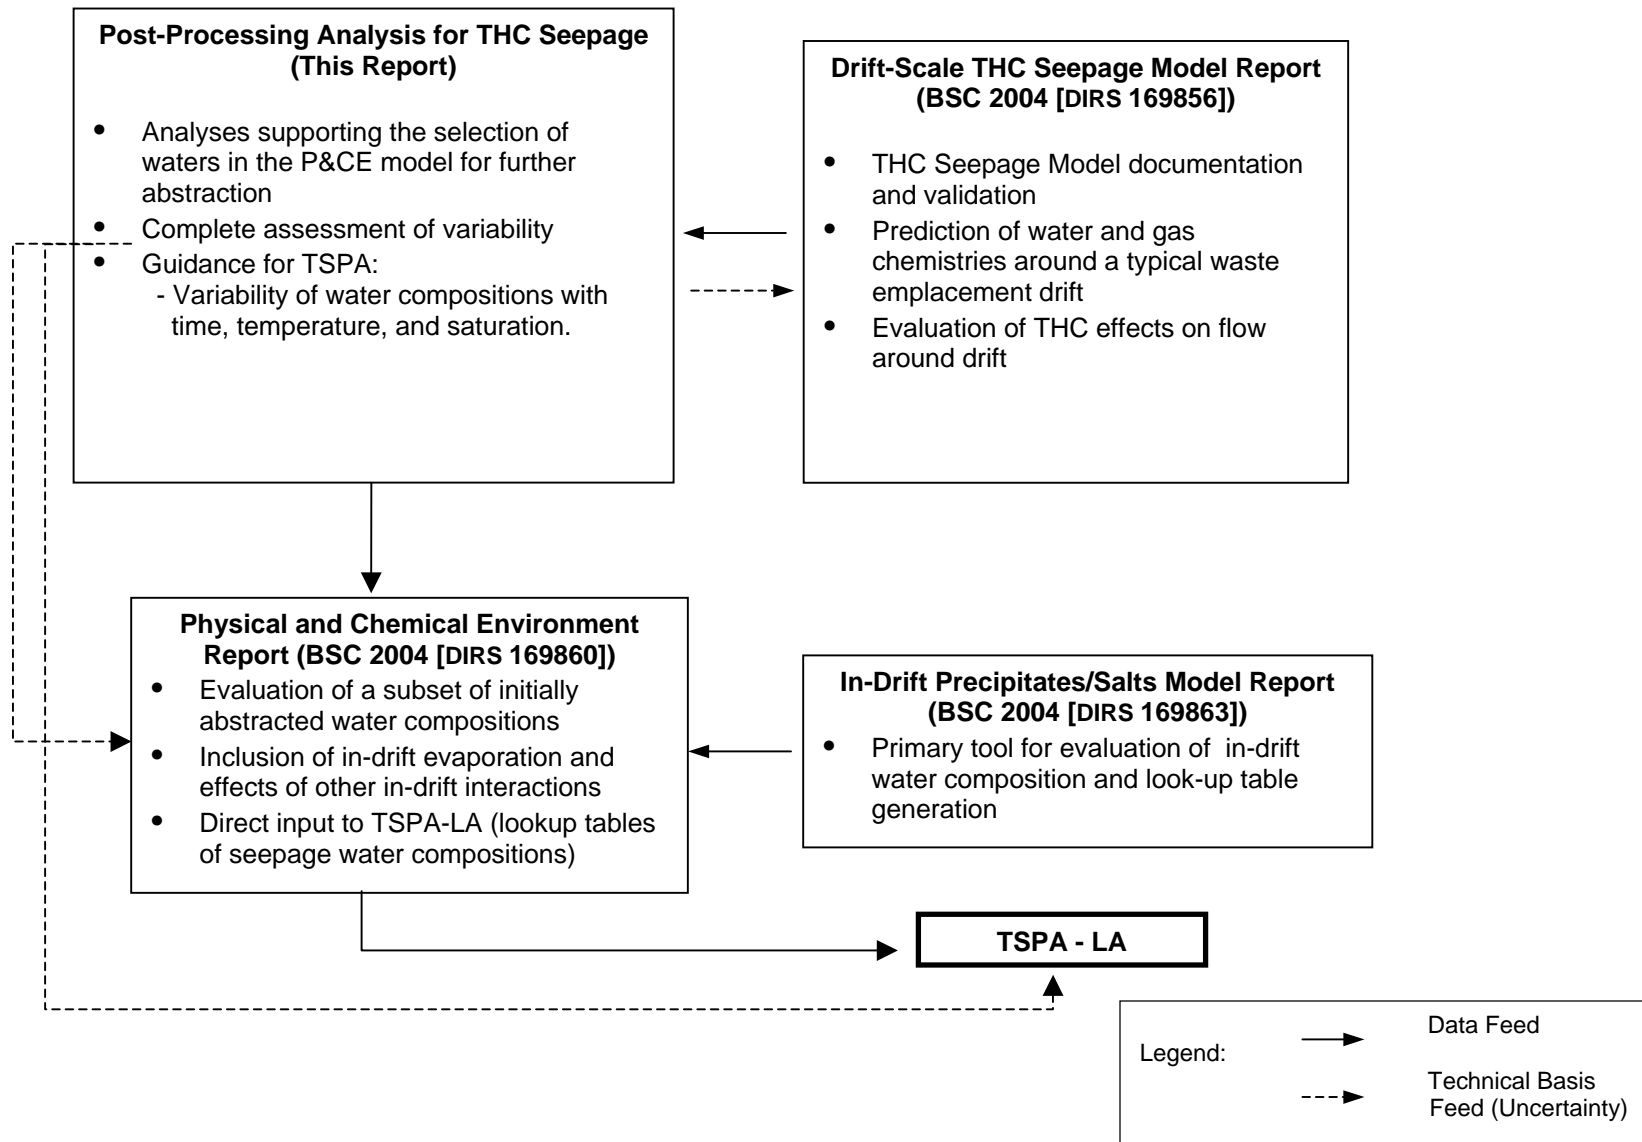 Post-Processing Analysis for THC Seepage
(This Report)
• Analyses supporting the selection of
waters in the P&CE model for further
abstraction
• Complete assessment of variability
• Guidance for TSPA:
- Variability of water compositions with
time, temperature, and saturation.
Drift-Scale THC Seepage Model Report
(BSC 2004 [DIRS 169856])
• THC Seepage Model documentation
and validation
• Prediction of water and gas
chemistries around a typical waste
emplacement drift
• Evaluation of THC effects on flow
around drift
Physical and Chemical Environment
Report (BSC 2004 [DIRS 169860])
• Evaluation of a subset of initially
abstracted water compositions
• Inclusion of in-drift evaporation and
effects of other in-drift interactions
• Direct input to TSPA-LA (lookup tables
of seepage water compositions)
In-Drift Precipitates/Salts Model Report
(BSC 2004 [DIRS 169863])
• Primary tool for evaluation of in-drift
water composition and look-up table
generation
TSPA - LA
Legend:
Data Feed
Technical Basis
Feed (Uncertainty)